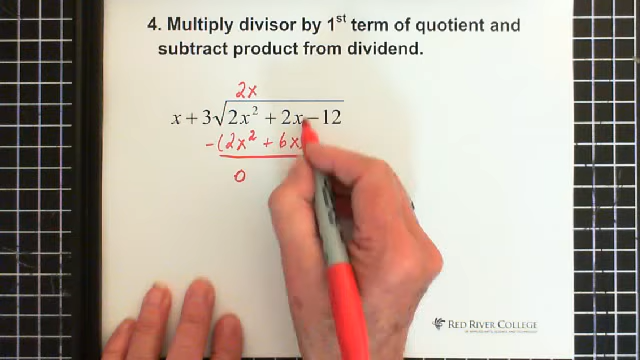 4. Multiply divisor by 1st term of quotient and
subtract product from dividend.
2x
x + 3√2x² + 2x − 12
−(2x² + 6x
0
RED RIVER COLLEGE